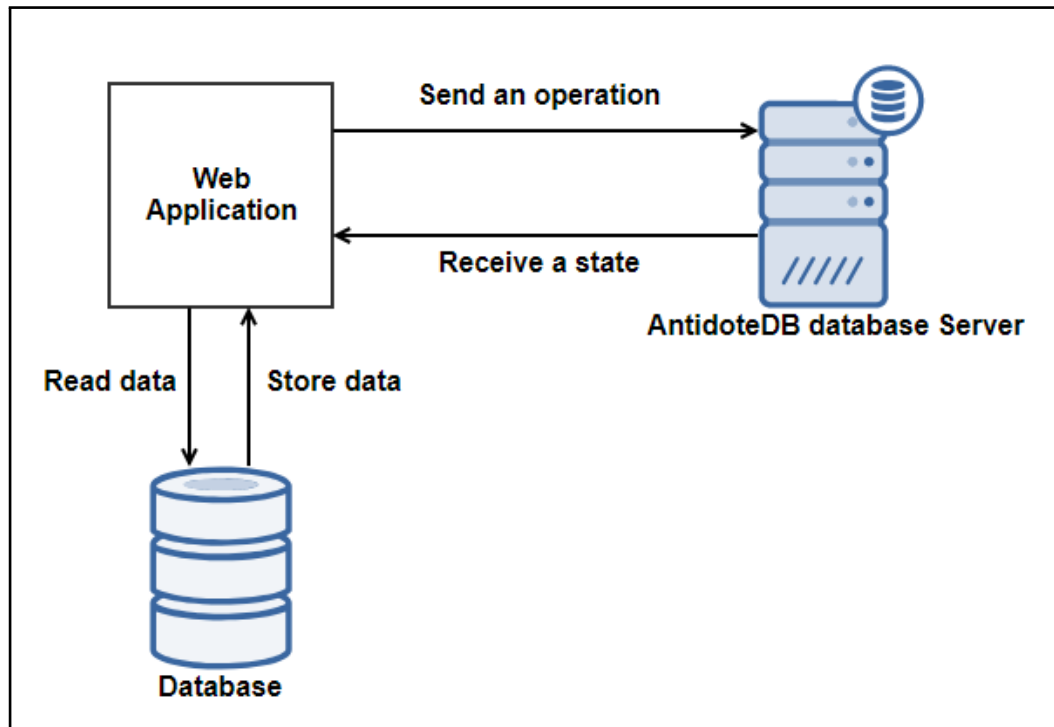 Send an operation
Web
Application
Receive a state
AntidoteDB database Server
Read data
Store data
Database